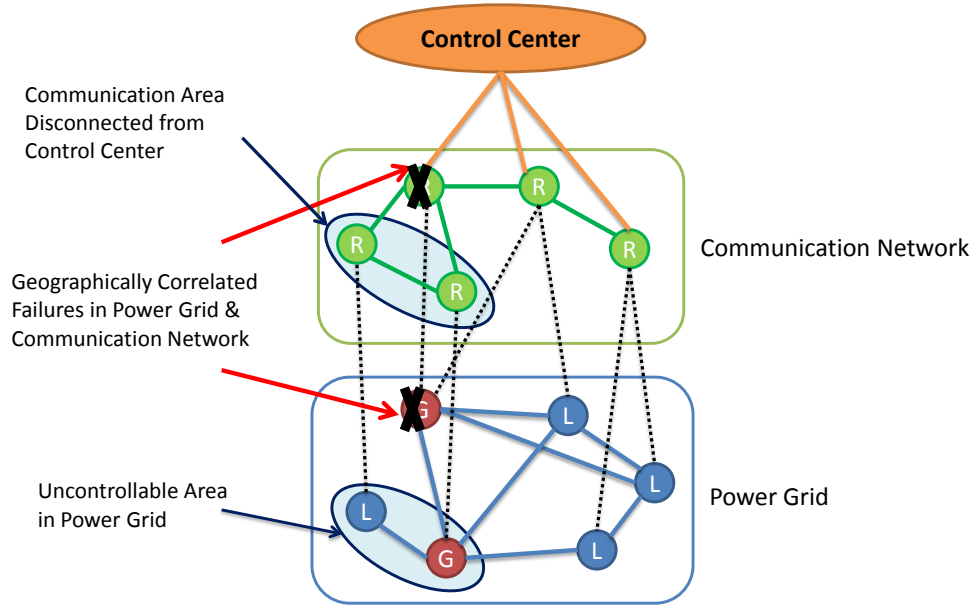 Control Center
Communication Area
Disconnected from
Control Center
R
R
R
R
R
Communication Network
Geographically Correlated
Failures in Power Grid &
Communication Network
G
L
L
Power Grid
Uncontrollable Area
in Power Grid
L
G
L